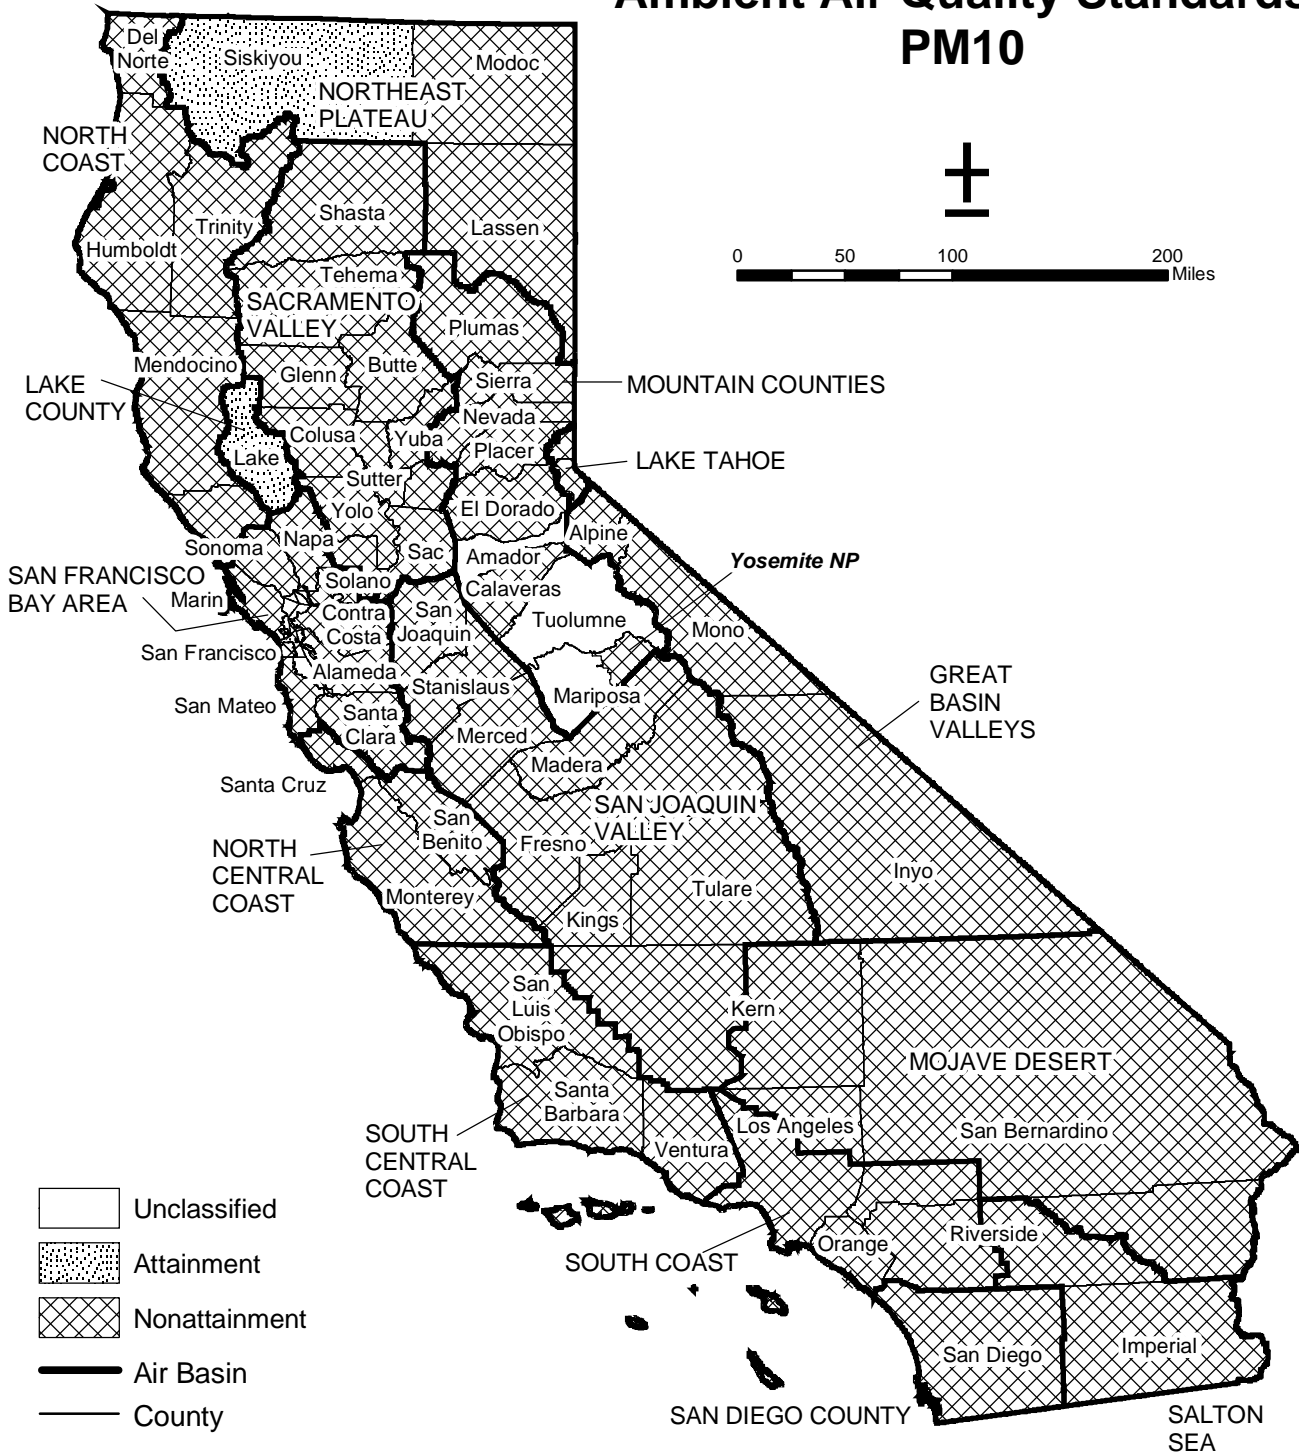 Ambient Air Quality Standards
PM10
Del
Norte
Siskiyou
Modoc
NORTHEAST
PLATEAU
NORTH
COAST
Shasta
Trinity
Lassen
Humboldt
0 50 100 200
Miles
Tehema
SACRAMENTO
VALLEY
Plumas
Mendocino
Glenn
Butte
Sierra
LAKE
COUNTY
MOUNTAIN COUNTIES
Nevada
Colusa
Yuba
Placer
Lake
LAKE TAHOE
Sutter
Yolo
El Dorado
Napa
Alpine
Sonoma
Sac
Amador
Yosemite NP
SAN FRANCISCO
BAY AREA
Solano
Calaveras
Marin
Contra
Costa
San
Joaquin
Tuolumne
Mono
San Francisco
Alameda
GREAT
BASIN
VALLEYS
Stanislaus
Mariposa
San Mateo
Santa
Clara
Merced
Madera
Santa Cruz
SAN JOAQUIN
VALLEY
San
Benito
Fresno
NORTH
CENTRAL
COAST
Inyo
Tulare
Monterey
Kings
San
Luis
Obispo
Kern
MOJAVE DESERT
Santa
Barbara
Los Angeles
San Bernardino
SOUTH
CENTRAL
COAST
Ventura
Unclassified
Riverside
Orange
SOUTH COAST
Attainment
Nonattainment
Imperial
San Diego
Air Basin
County
SAN DIEGO COUNTY
SALTON
SEA